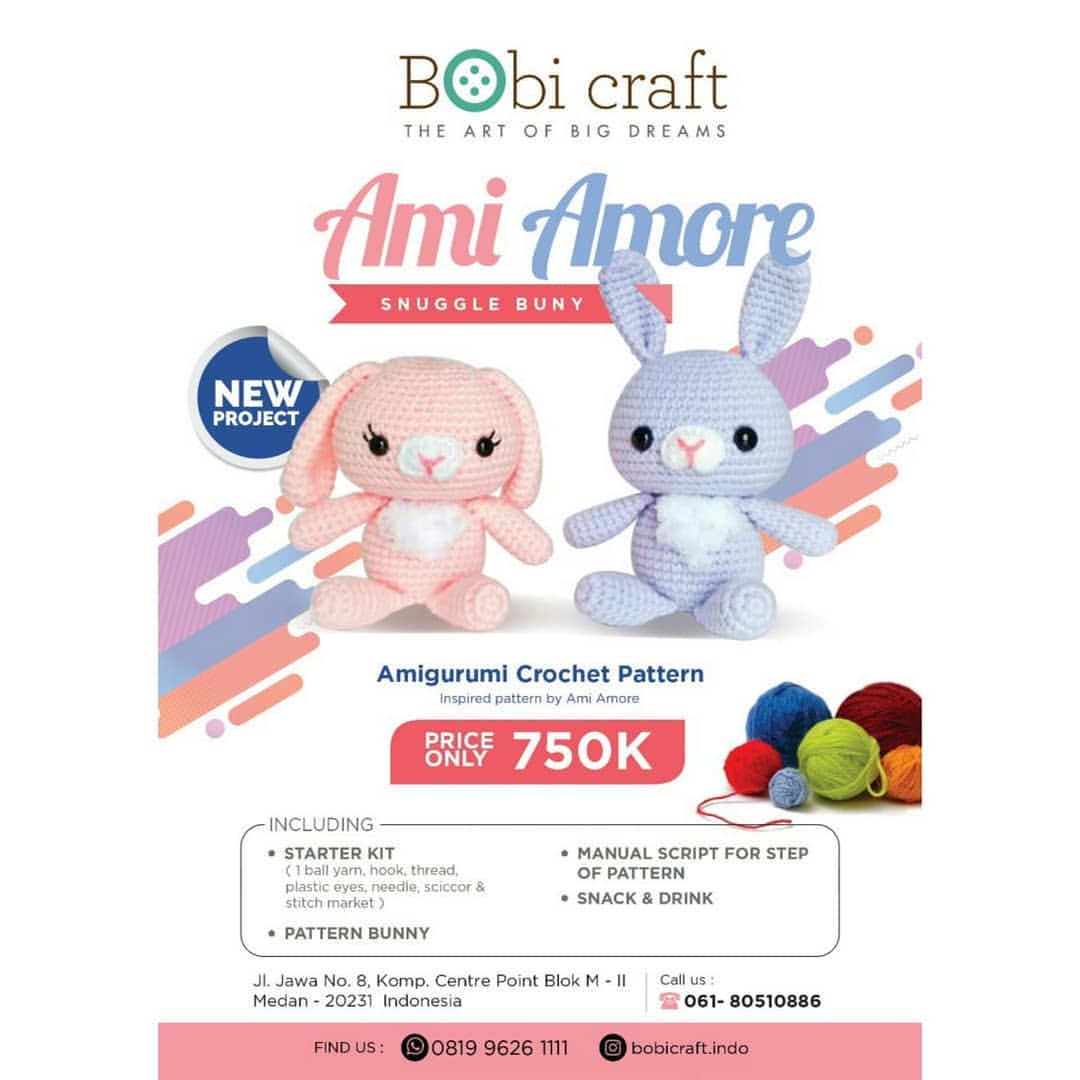 BObi craft
THE ART OF BIG DREAMS
Ami Amore
SNUGGLE BUNY
NEW
PROJECT
Amigurumi Crochet Pattern
Inspired pattern by Ami Amore
PRICE
ONLY
750K
INCLUDING
• STARTER KIT
( 1 ball yarn, hook, thread,
plastic eyes, needle, sciccor &
stitch market )
• PATTERN BUNNY
• MANUAL SCRIPT FOR STEP
OF PATTERN
• SNACK & DRINK
Jl. Jawa No. 8, Komp. Centre Point Blok M - II
Medan - 20231 Indonesia
Call us :
061- 80510886
FIND US : 0819 9626 1111 bobicraft.indo